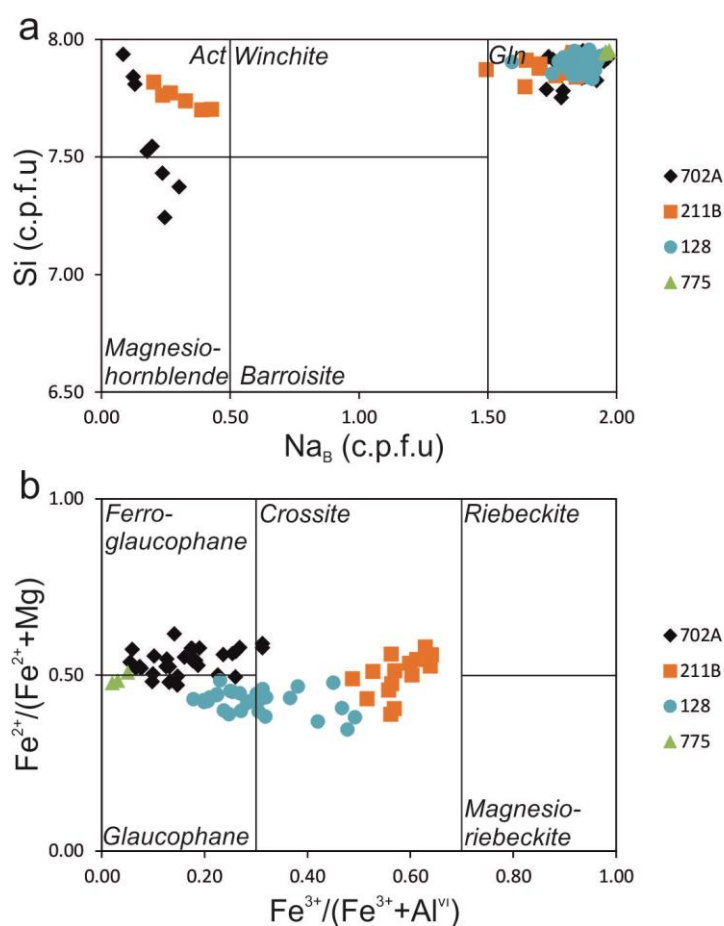 a
8.00
Act
Winchite
Gln
7.50
702A
211B
Si (c.p.f.u)
128
7.00
775
Magnesio-
hornblende
Barroisite
6.50
0.00 0.50 1.00 1.50 2.00
NaB (c.p.f.u)
b
1.00
Ferro-
glaucophane
Crossite
Riebeckite
702A
211B
Fe2+/(Fe2++Mg)
0.50
128
775
Magnesio-
riebeckite
Glaucophane
0.00
0.00 0.20 0.40 0.60 0.80 1.00
Fe3+/(Fe3++AlVI)